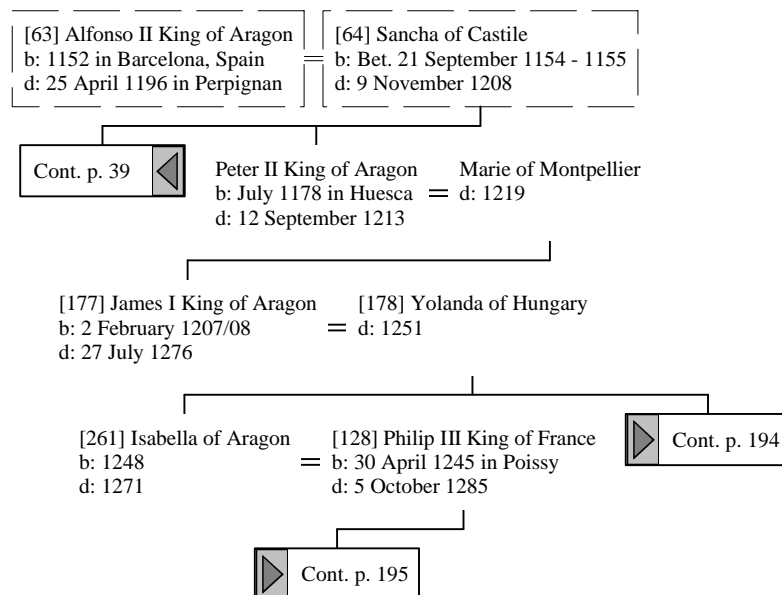 [63] Alfonso II King of Aragon
b: 1152 in Barcelona, Spain
d: 25 April 1196 in Perpignan
=
[64] Sancha of Castile
b: Bet. 21 September 1154 - 1155
d: 9 November 1208
Cont. p. 39
Peter II King of Aragon
b: July 1178 in Huesca
d: 12 September 1213
=
Marie of Montpellier
d: 1219
[177] James I King of Aragon
b: 2 February 1207/08
d: 27 July 1276
=
[178] Yolanda of Hungary
d: 1251
[261] Isabella of Aragon
b: 1248
d: 1271
=
[128] Philip III King of France
b: 30 April 1245 in Poissy
d: 5 October 1285
Cont. p. 194
Cont. p. 195